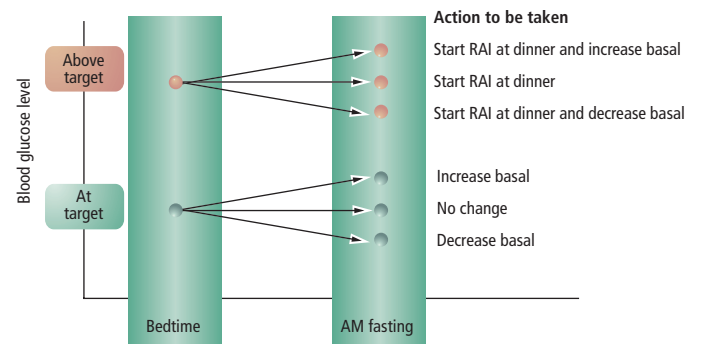 Action to be taken
Above
target
Start RAI at dinner and increase basal
Start RAI at dinner
Start RAI at dinner and decrease basal
Blood glucose level
At
target
Increase basal
No change
Decrease basal
Bedtime
AM fasting